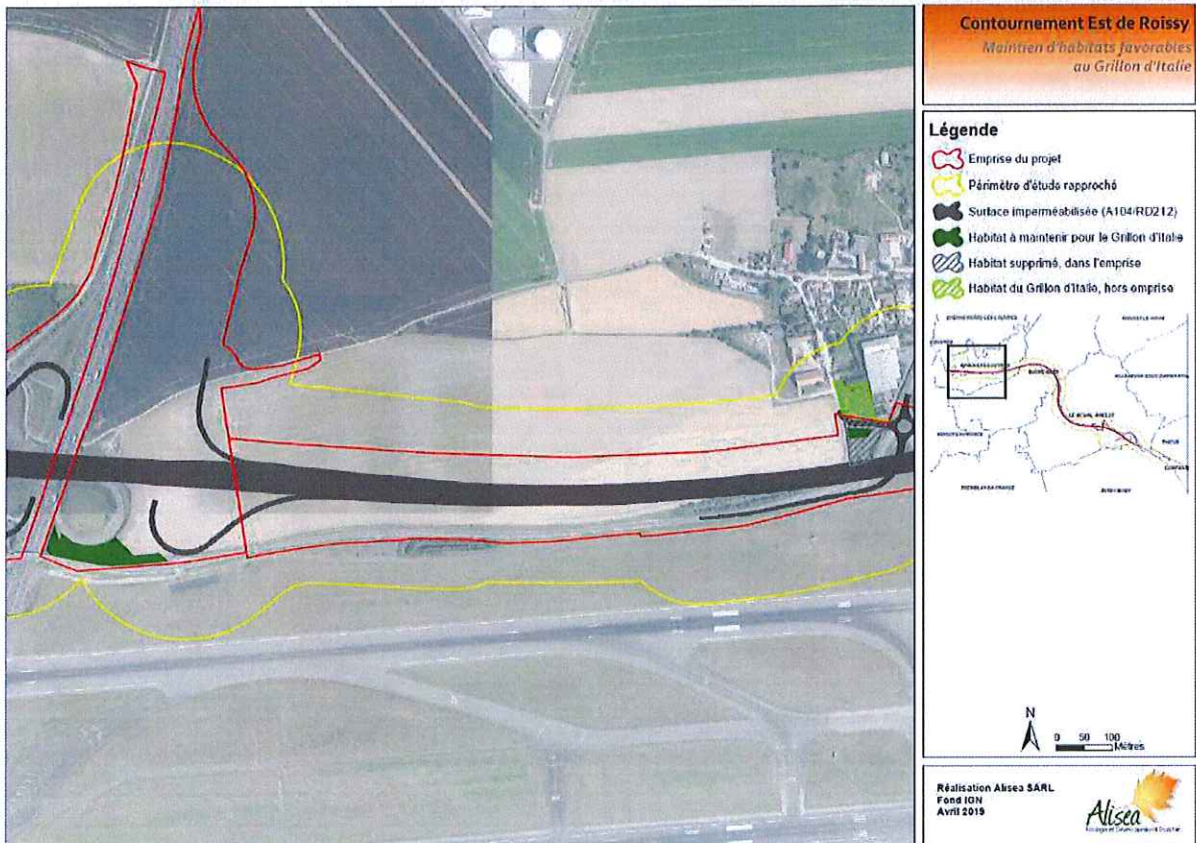 Contournement Est de Roissy
Maintien d'habitats favorables
au Grillon d'Italie
Légende
Emprise du projet
Périmètre d'étude rapproché
Surface imperméabilisée (A104/RD212)
Habitat à maintenir pour le Grillon d'Italie
Habitat supprimé, dans l'emprise
Habitat du Grillon d'Italie, hors emprise
N
0 50 100
Mètres
Réalisation Alisea SARL
Fond IGN
Avril 2019
Alisea